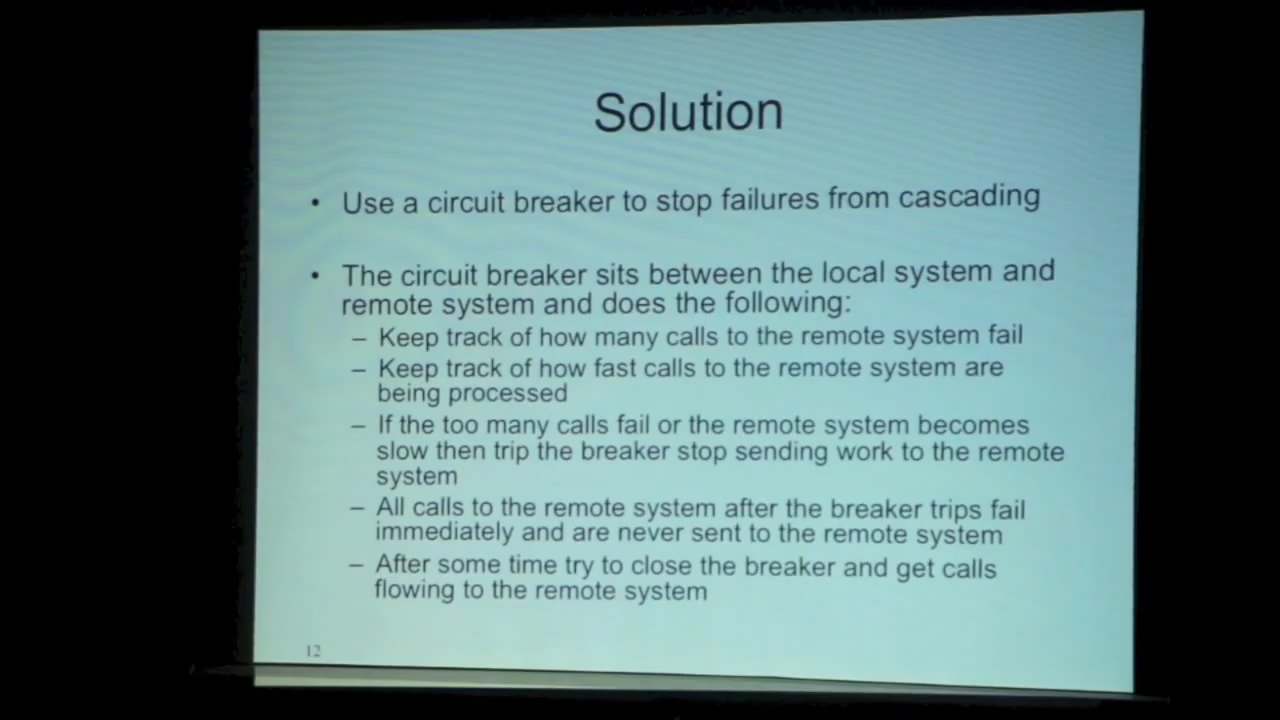 Solution
• Use a circuit breaker to stop failures from cascading
• The circuit breaker sits between the local system and
remote system and does the following:
– Keep track of how many calls to the remote system fail
– Keep track of how fast calls to the remote system are
being processed
– If the too many calls fail or the remote system becomes
slow then trip the breaker stop sending work to the remote
system
– All calls to the remote system after the breaker trips fail
immediately and are never sent to the remote system
– After some time try to close the breaker and get calls
flowing to the remote system
12